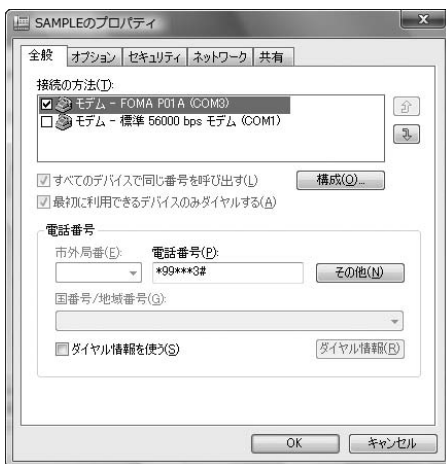 SAMPLEのプロパティ
全般 オプション セキュリティ ネットワーク 共有
接続の方法(T):
モデム - FOMA P01A (COM3)
モデム - 標準 56000 bps モデム (COM1)
すべてのデバイスで同じ番号を呼び出す(L) 構成(O)...
最初に利用できるデバイスのみダイヤルする(A)
電話番号
市外局番(E): 電話番号(P):
*99***3# その他(N)
国番号/地域番号(G):
ダイヤル情報を使う(S) ダイヤル情報(R)
OK キャンセル